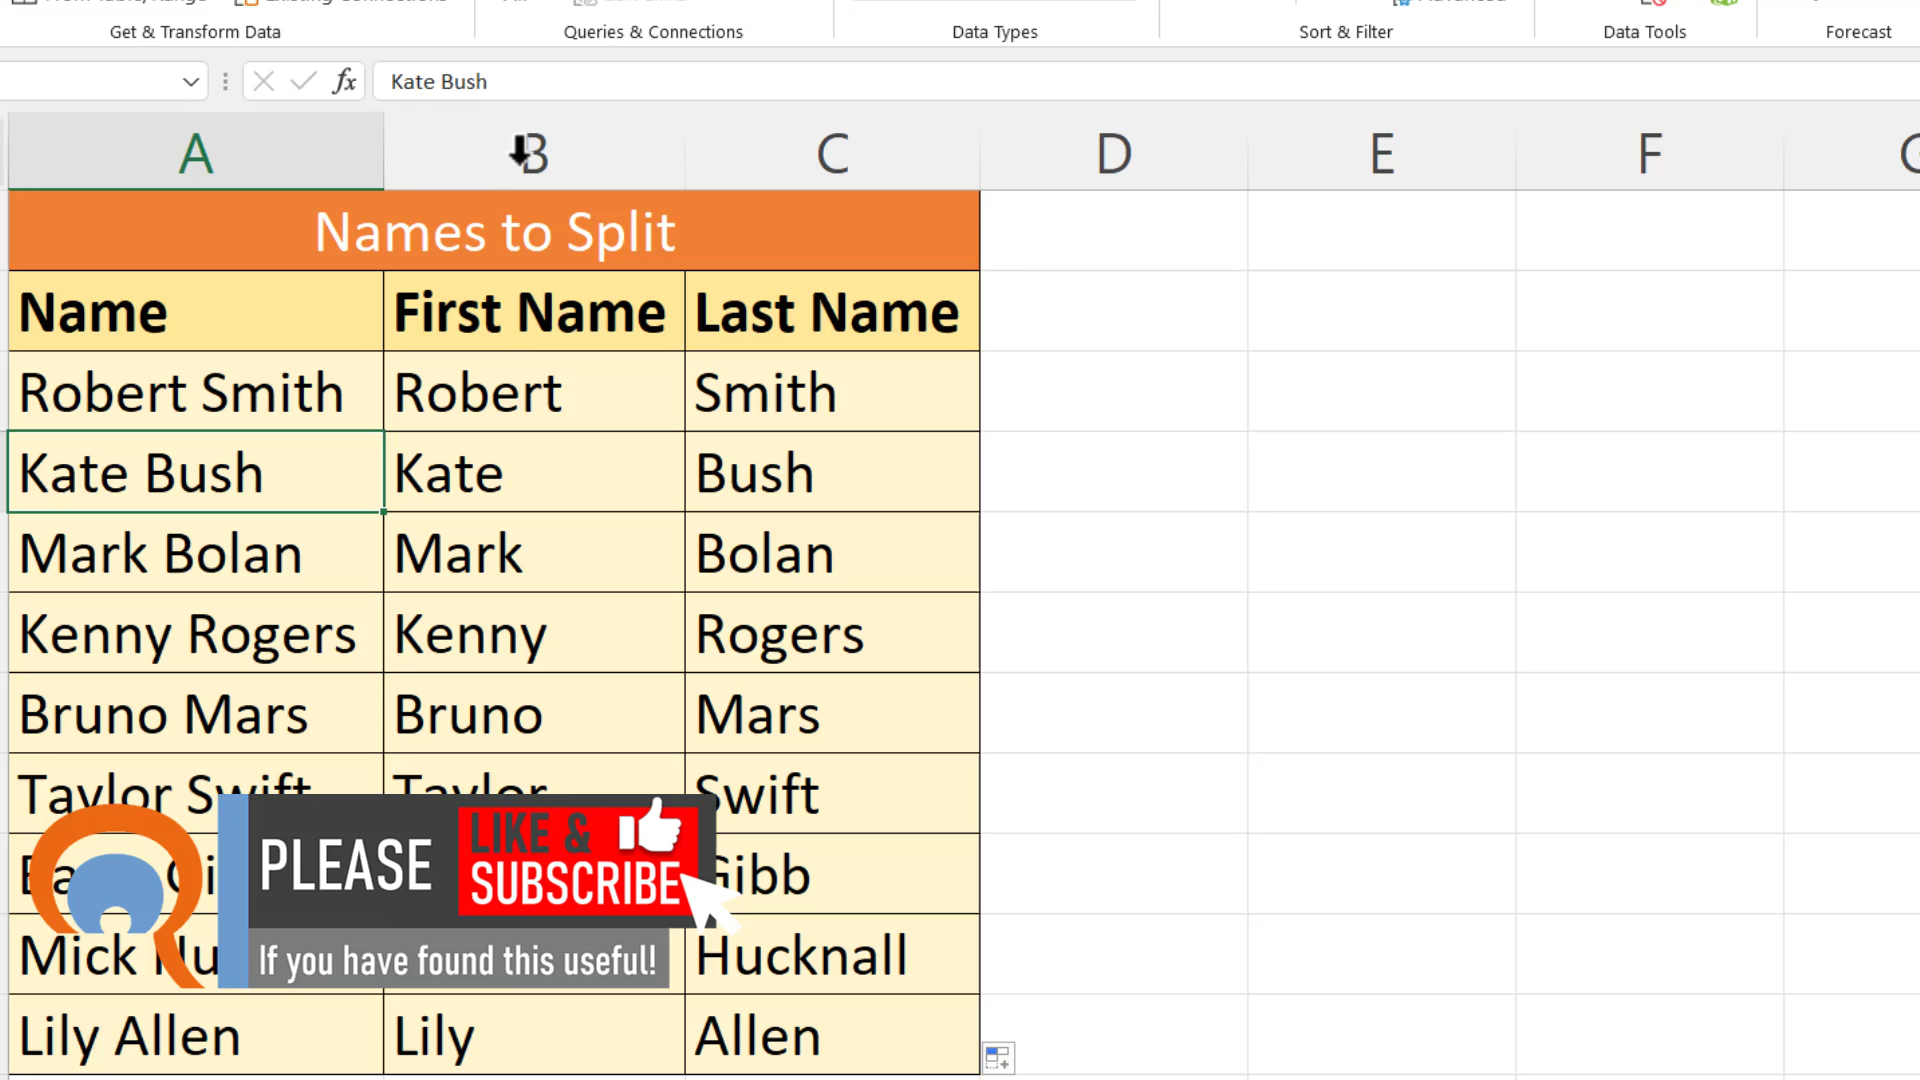 Get & Transform Data Queries & Connections Data Types Sort & Filter Data Tools Forecast
fx Kate Bush
A B C D E F G
Names to Split
Name First Name Last Name
Robert Smith Robert Smith
Kate Bush Kate Bush
Mark Bolan Mark Bolan
Kenny Rogers Kenny Rogers
Bruno Mars Bruno Mars
Taylor Swift Taylor Swift
Gibb
Mick Hucknall
Lily Allen Lily Allen
PLEASE LIKE &
SUBSCRIBE
If you have found this useful!